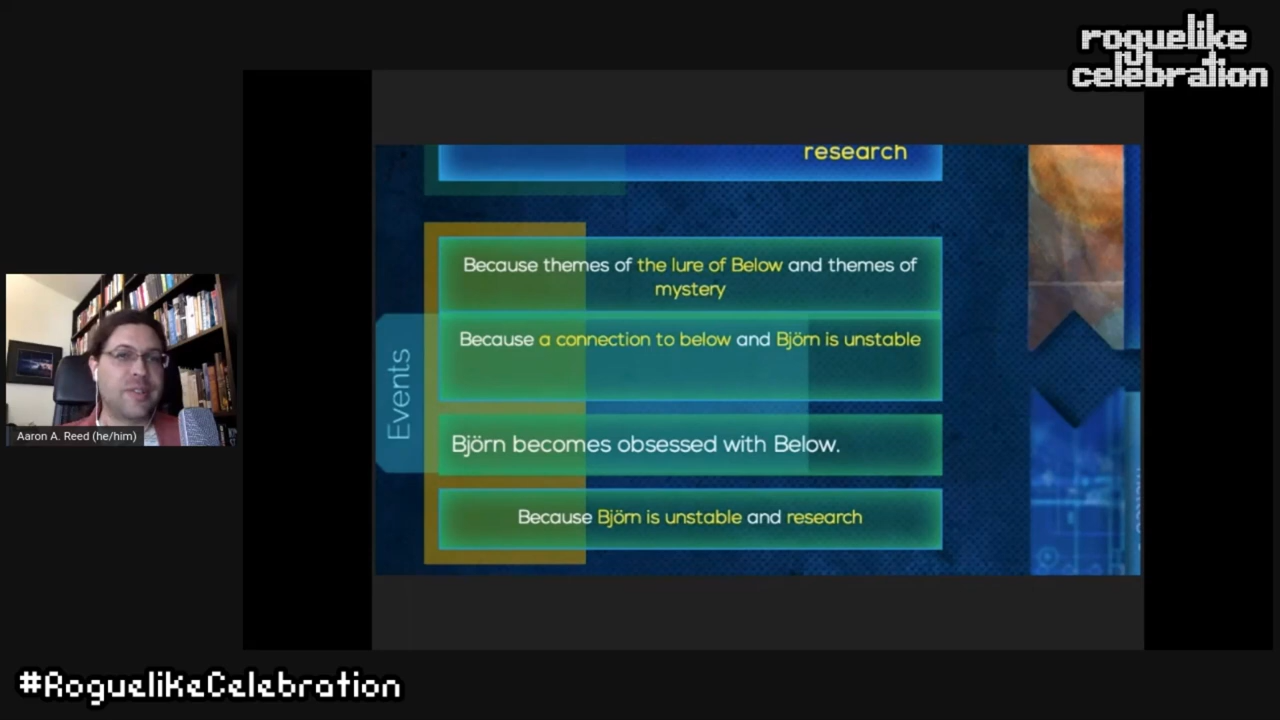 roguelike
celebration
research
Because themes of the lure of Below and themes of
mystery
Because a connection to below and Björn is unstable
Events
Björn becomes obsessed with Below.
Because Björn is unstable and research
Aaron A. Reed (he/him)
#RoguelikeCelebration